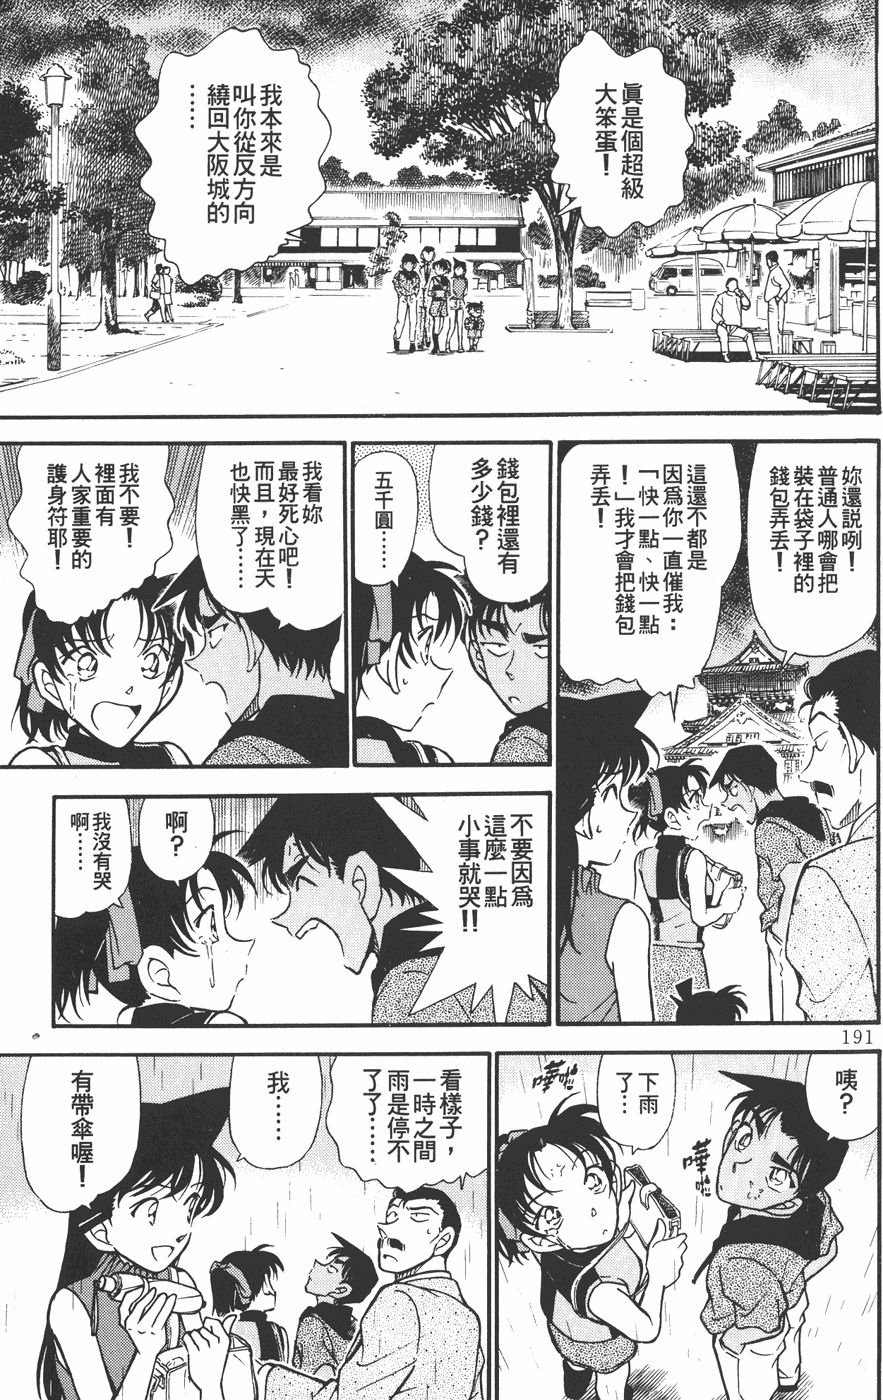 眞是個超級
大笨蛋！
我本來是
叫你從反方向
繞回大阪城的
⋯⋯
妳還說咧！
普通人哪會把
裝在袋子裡的
錢包弄丟！
這還不都是
因為你一直催我：
「快一點、快一點
！」我才會把錢包
弄丟！
錢包裡還有
多少錢？
五千圓⋯
我看妳
最好死心吧！
而且，現在天
也快黑了⋯⋯
我不要！
裡面有
人家重要的
護身符耶！
不要因為
這麼一點
小事就哭!!
啊？
我沒有哭
啊⋯⋯
191
咦？
下雨
了⋯
嘩啦
嘩啦
看樣子，
一時之間
雨是停不
了了⋯⋯
我⋯⋯
有帶傘喔！